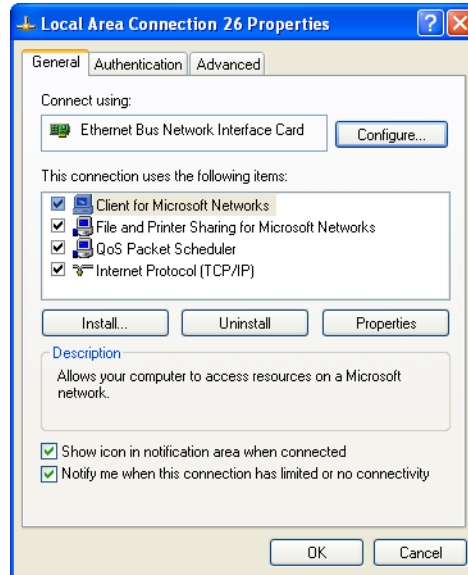 Local Area Connection 26 Properties
General Authentication Advanced
Connect using:
Ethernet Bus Network Interface Card
Configure...
This connection uses the following items:
Client for Microsoft Networks
File and Printer Sharing for Microsoft Networks
QoS Packet Scheduler
Internet Protocol (TCP/IP)
Install... Uninstall Properties
Description
Allows your computer to access resources on a Microsoft
network.
Show icon in notification area when connected
Notify me when this connection has limited or no connectivity
OK Cancel